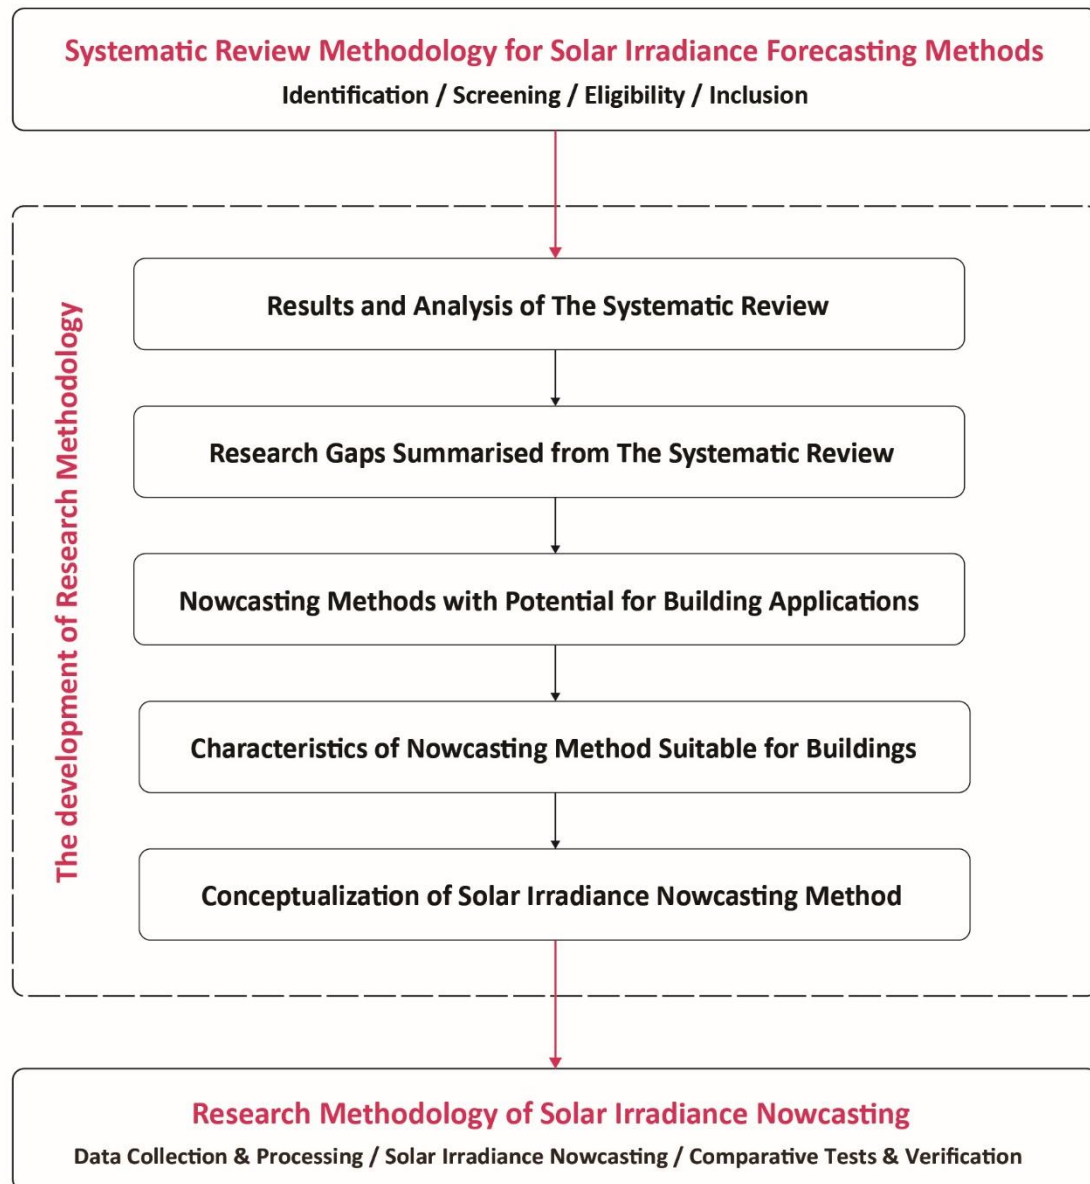 Systematic Review Methodology for Solar Irradiance Forecasting Methods
Identification / Screening / Eligibility / Inclusion
The development of Research Methodology
Results and Analysis of The Systematic Review
Research Gaps Summarised from The Systematic Review
Nowcasting Methods with Potential for Building Applications
Characteristics of Nowcasting Method Suitable for Buildings
Conceptualization of Solar Irradiance Nowcasting Method
Research Methodology of Solar Irradiance Nowcasting
Data Collection & Processing / Solar Irradiance Nowcasting / Comparative Tests & Verification